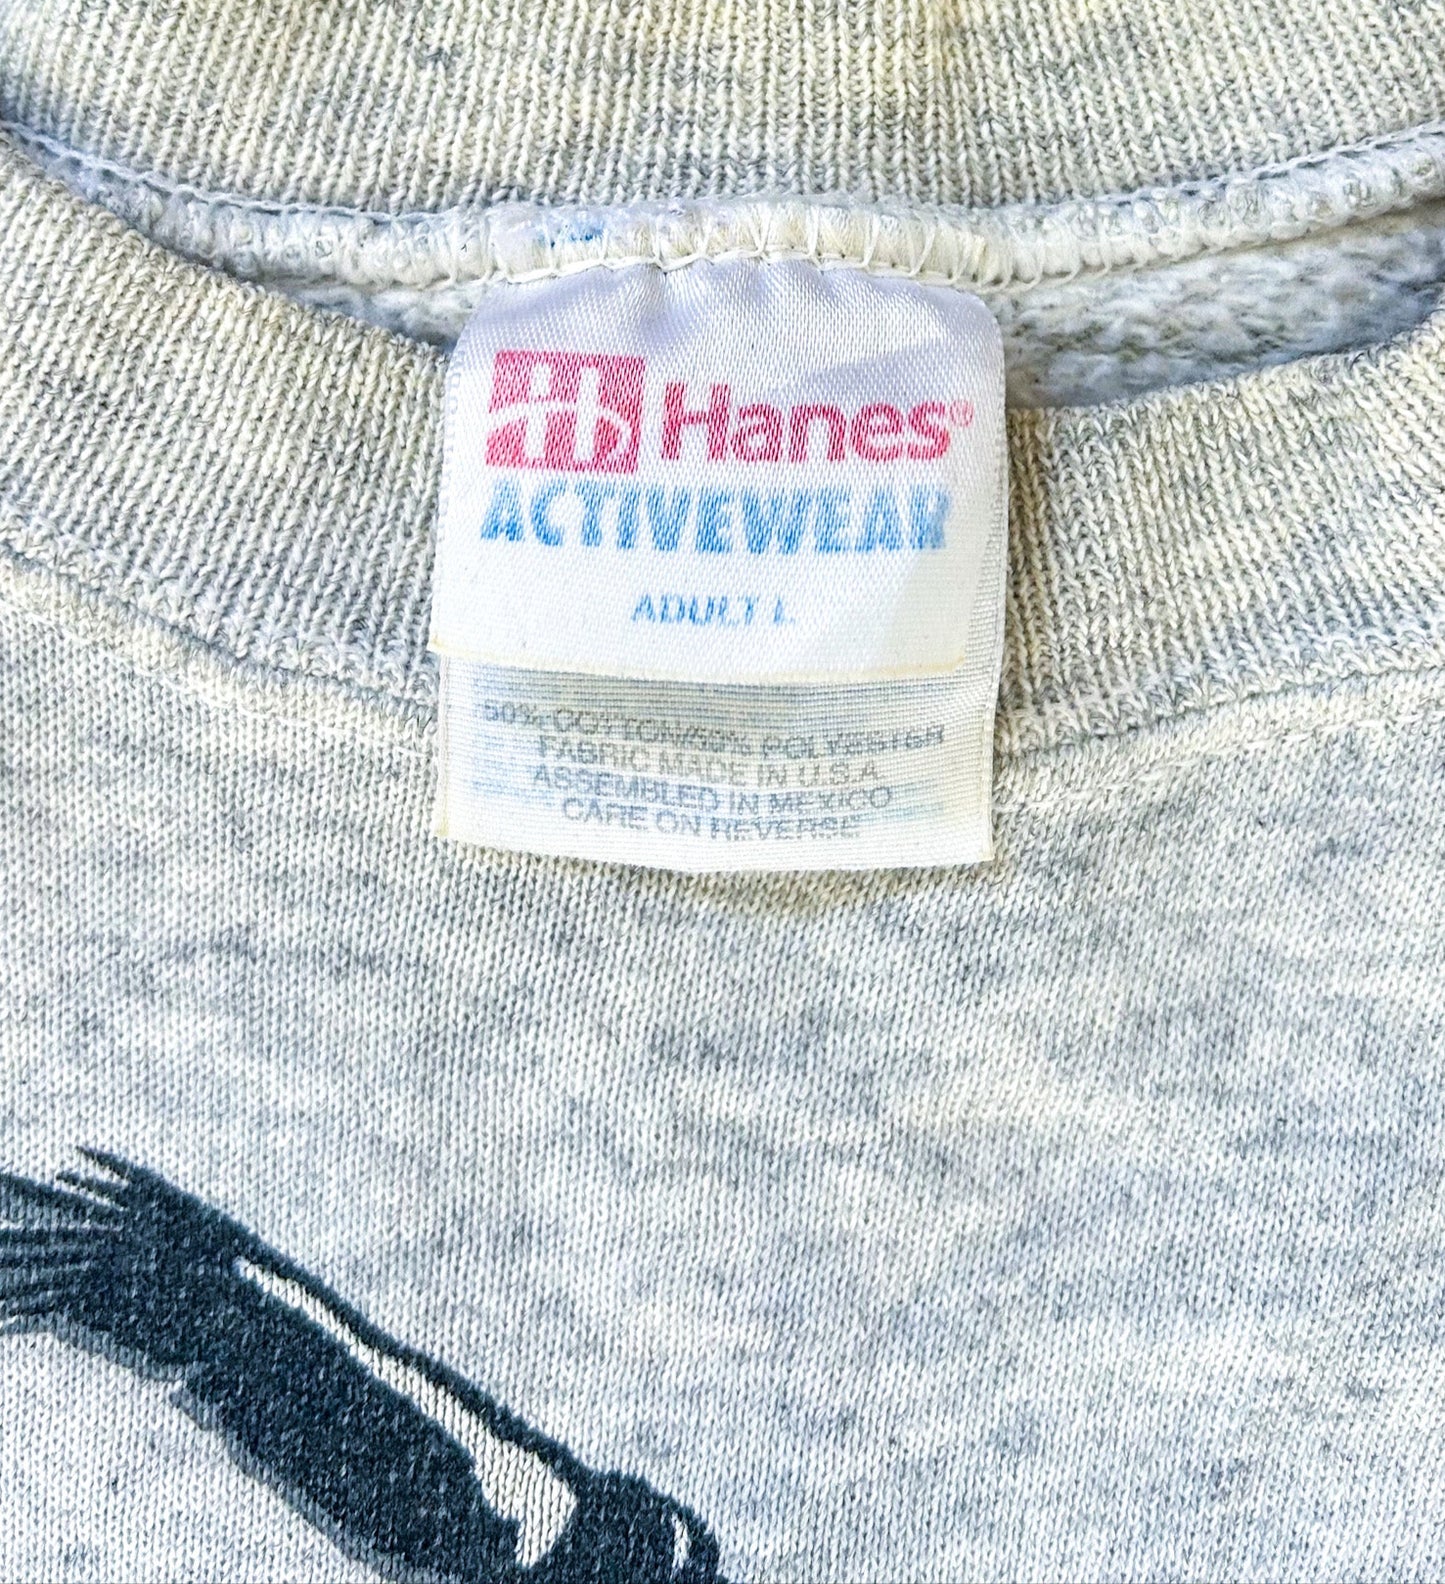 Hanes®
ACTIVEWEAR
ADULT L
50% COTTON/50% POLYESTER
FABRIC MADE IN U.S.A
ASSEMBLED IN MEXICO
CARE ON REVERSE